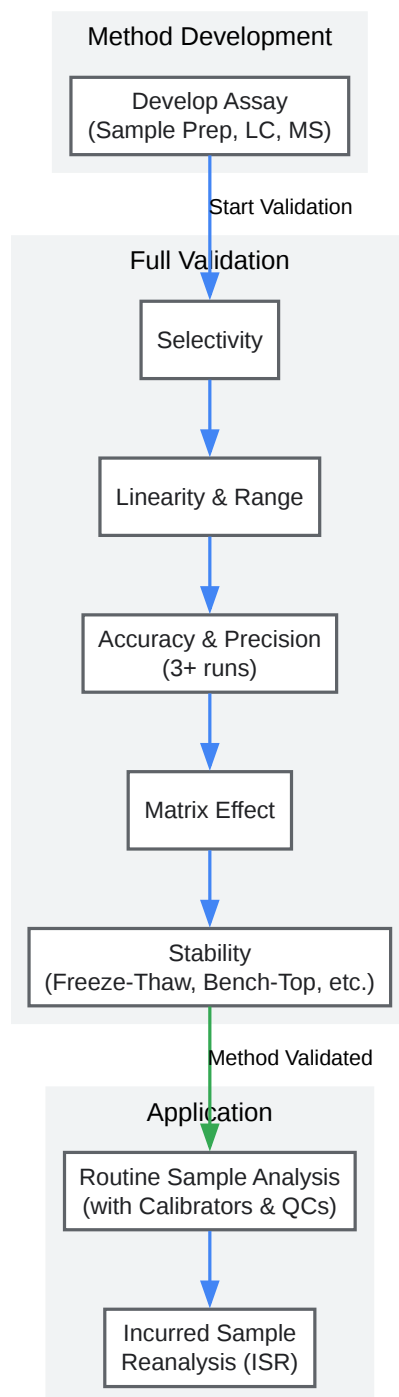 Method Development
Develop Assay
(Sample Prep, LC, MS)
Start Validation
Full Validation
Selectivity
Linearity & Range
Accuracy & Precision
(3+ runs)
Matrix Effect
Stability
(Freeze-Thaw, Bench-Top, etc.)
Method Validated
Application
Routine Sample Analysis
(with Calibrators & QCs)
Incurred Sample
Reanalysis (ISR)